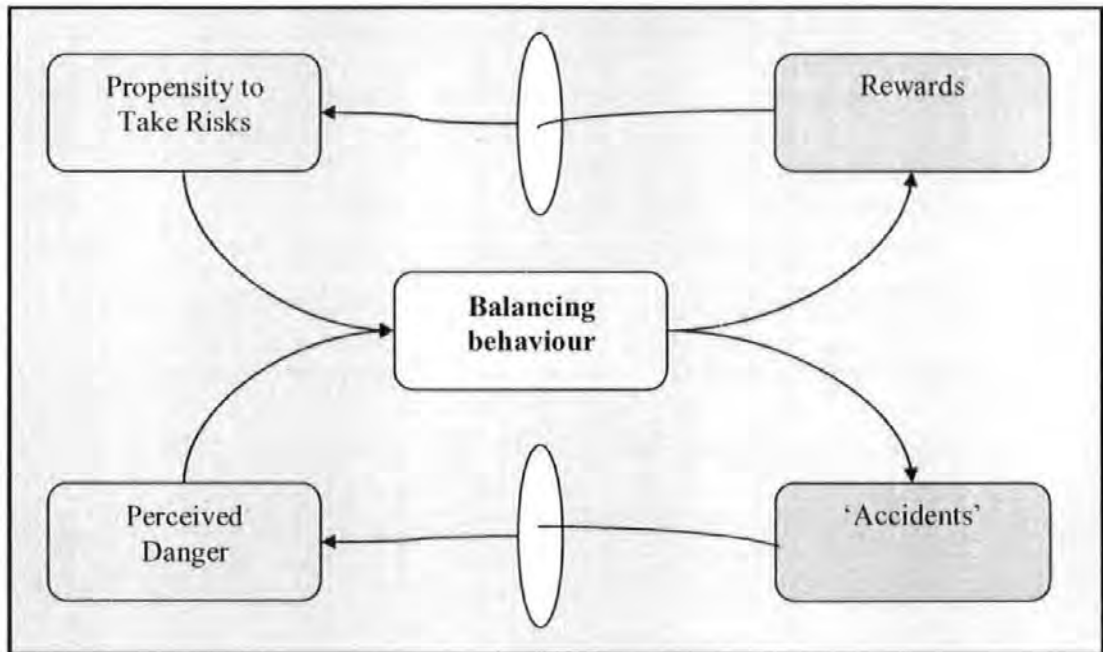 Propensity to
Take Risks
Rewards
Balancing
behaviour
Perceived
Danger
‘Accidents’